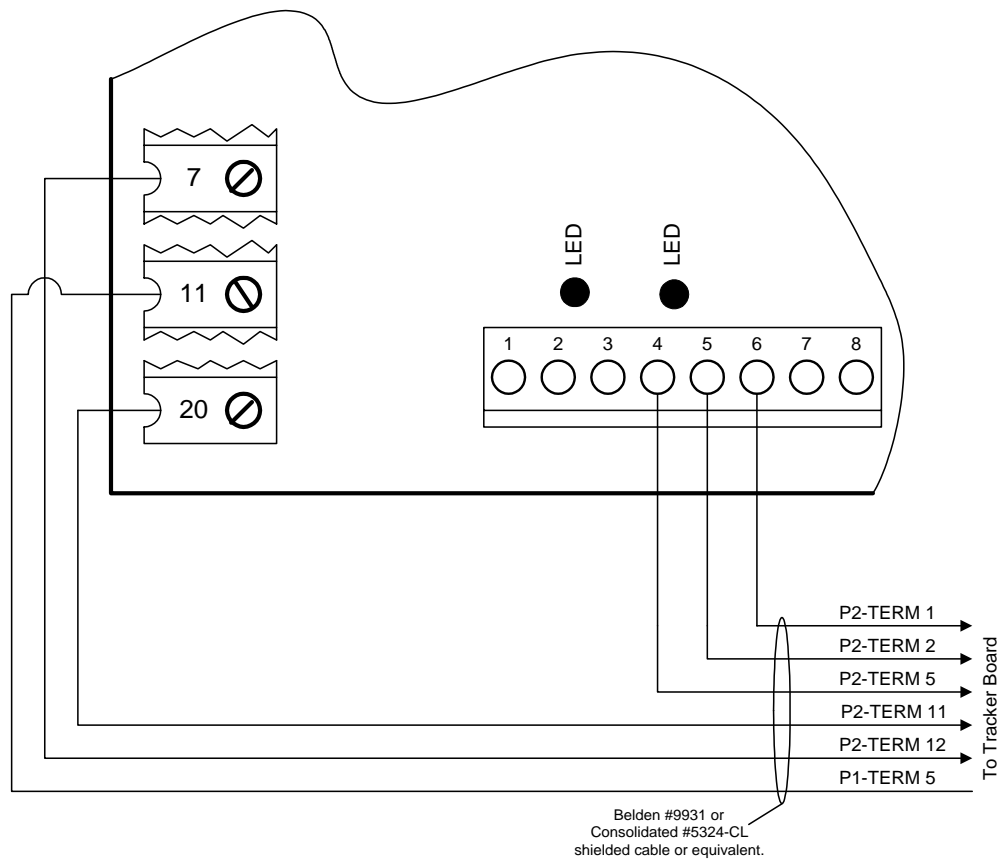 7
11
20
LED
LED
1 2 3 4 5 6 7 8
P2-TERM 1
P2-TERM 2
P2-TERM 5
P2-TERM 11
P2-TERM 12
P1-TERM 5
To Tracker Board
Belden #9931 or
Consolidated #5324-CL
shielded cable or equivalent.